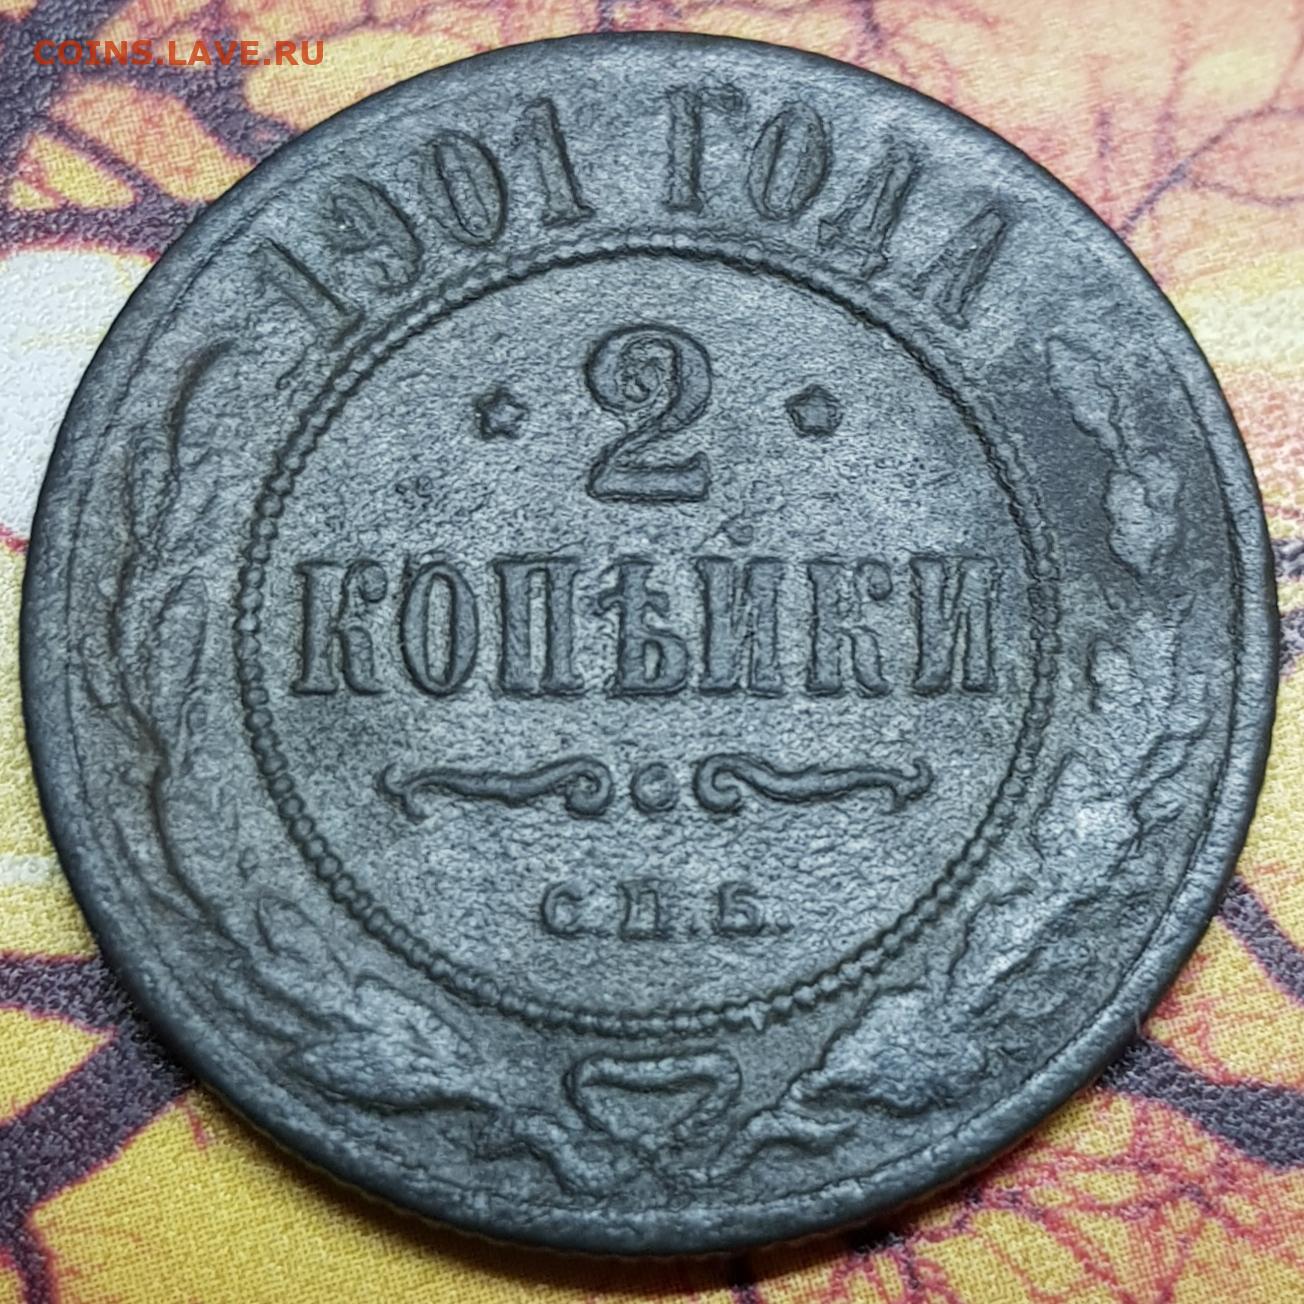 COINS.LAVE.RU
1901 ГОДА
2
КОПѢЙКИ
С.П.Б.